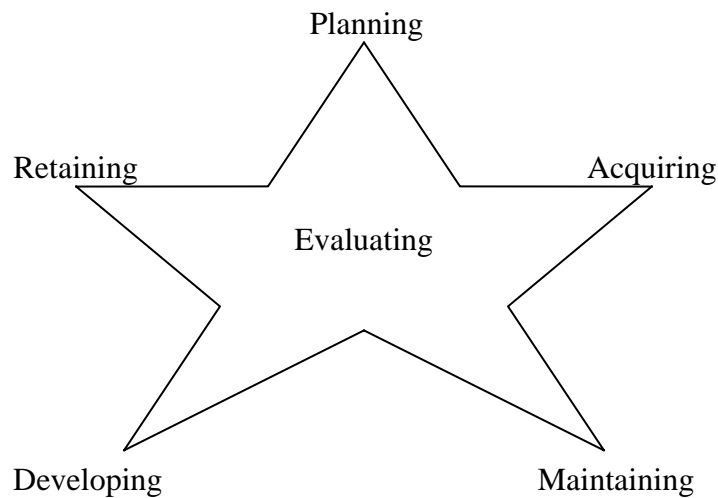 Planning
Retaining
Acquiring
Evaluating
Developing
Maintaining